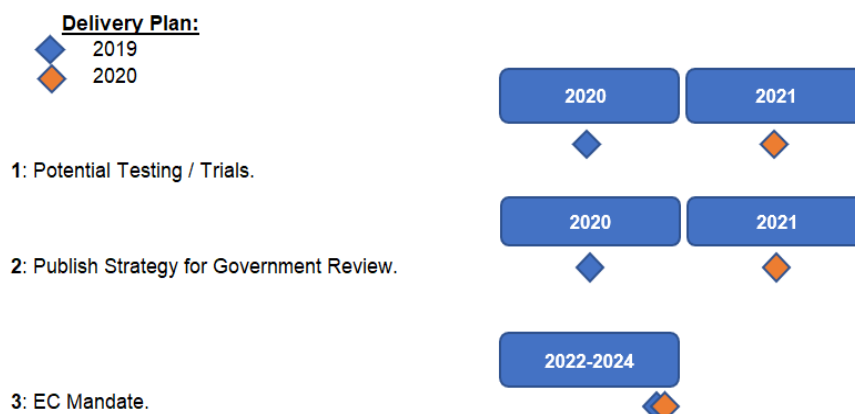 Delivery Plan:
2019
2020
2020 2021
1: Potential Testing / Trials.
2020 2021
2: Publish Strategy for Government Review.
2022-2024
3: EC Mandate.